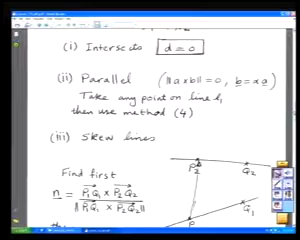 (i) Intersects d = 0
(ii) Parallel (||a x b|| = 0, b = αa)
Take any point on line l₁
then use method (4)
(iii) Skew lines
Find first
n = P₁Q₁ x P₂Q₂ / ||P₁Q₁ x P₂Q₂||
P₂ Q₂
P Q₁